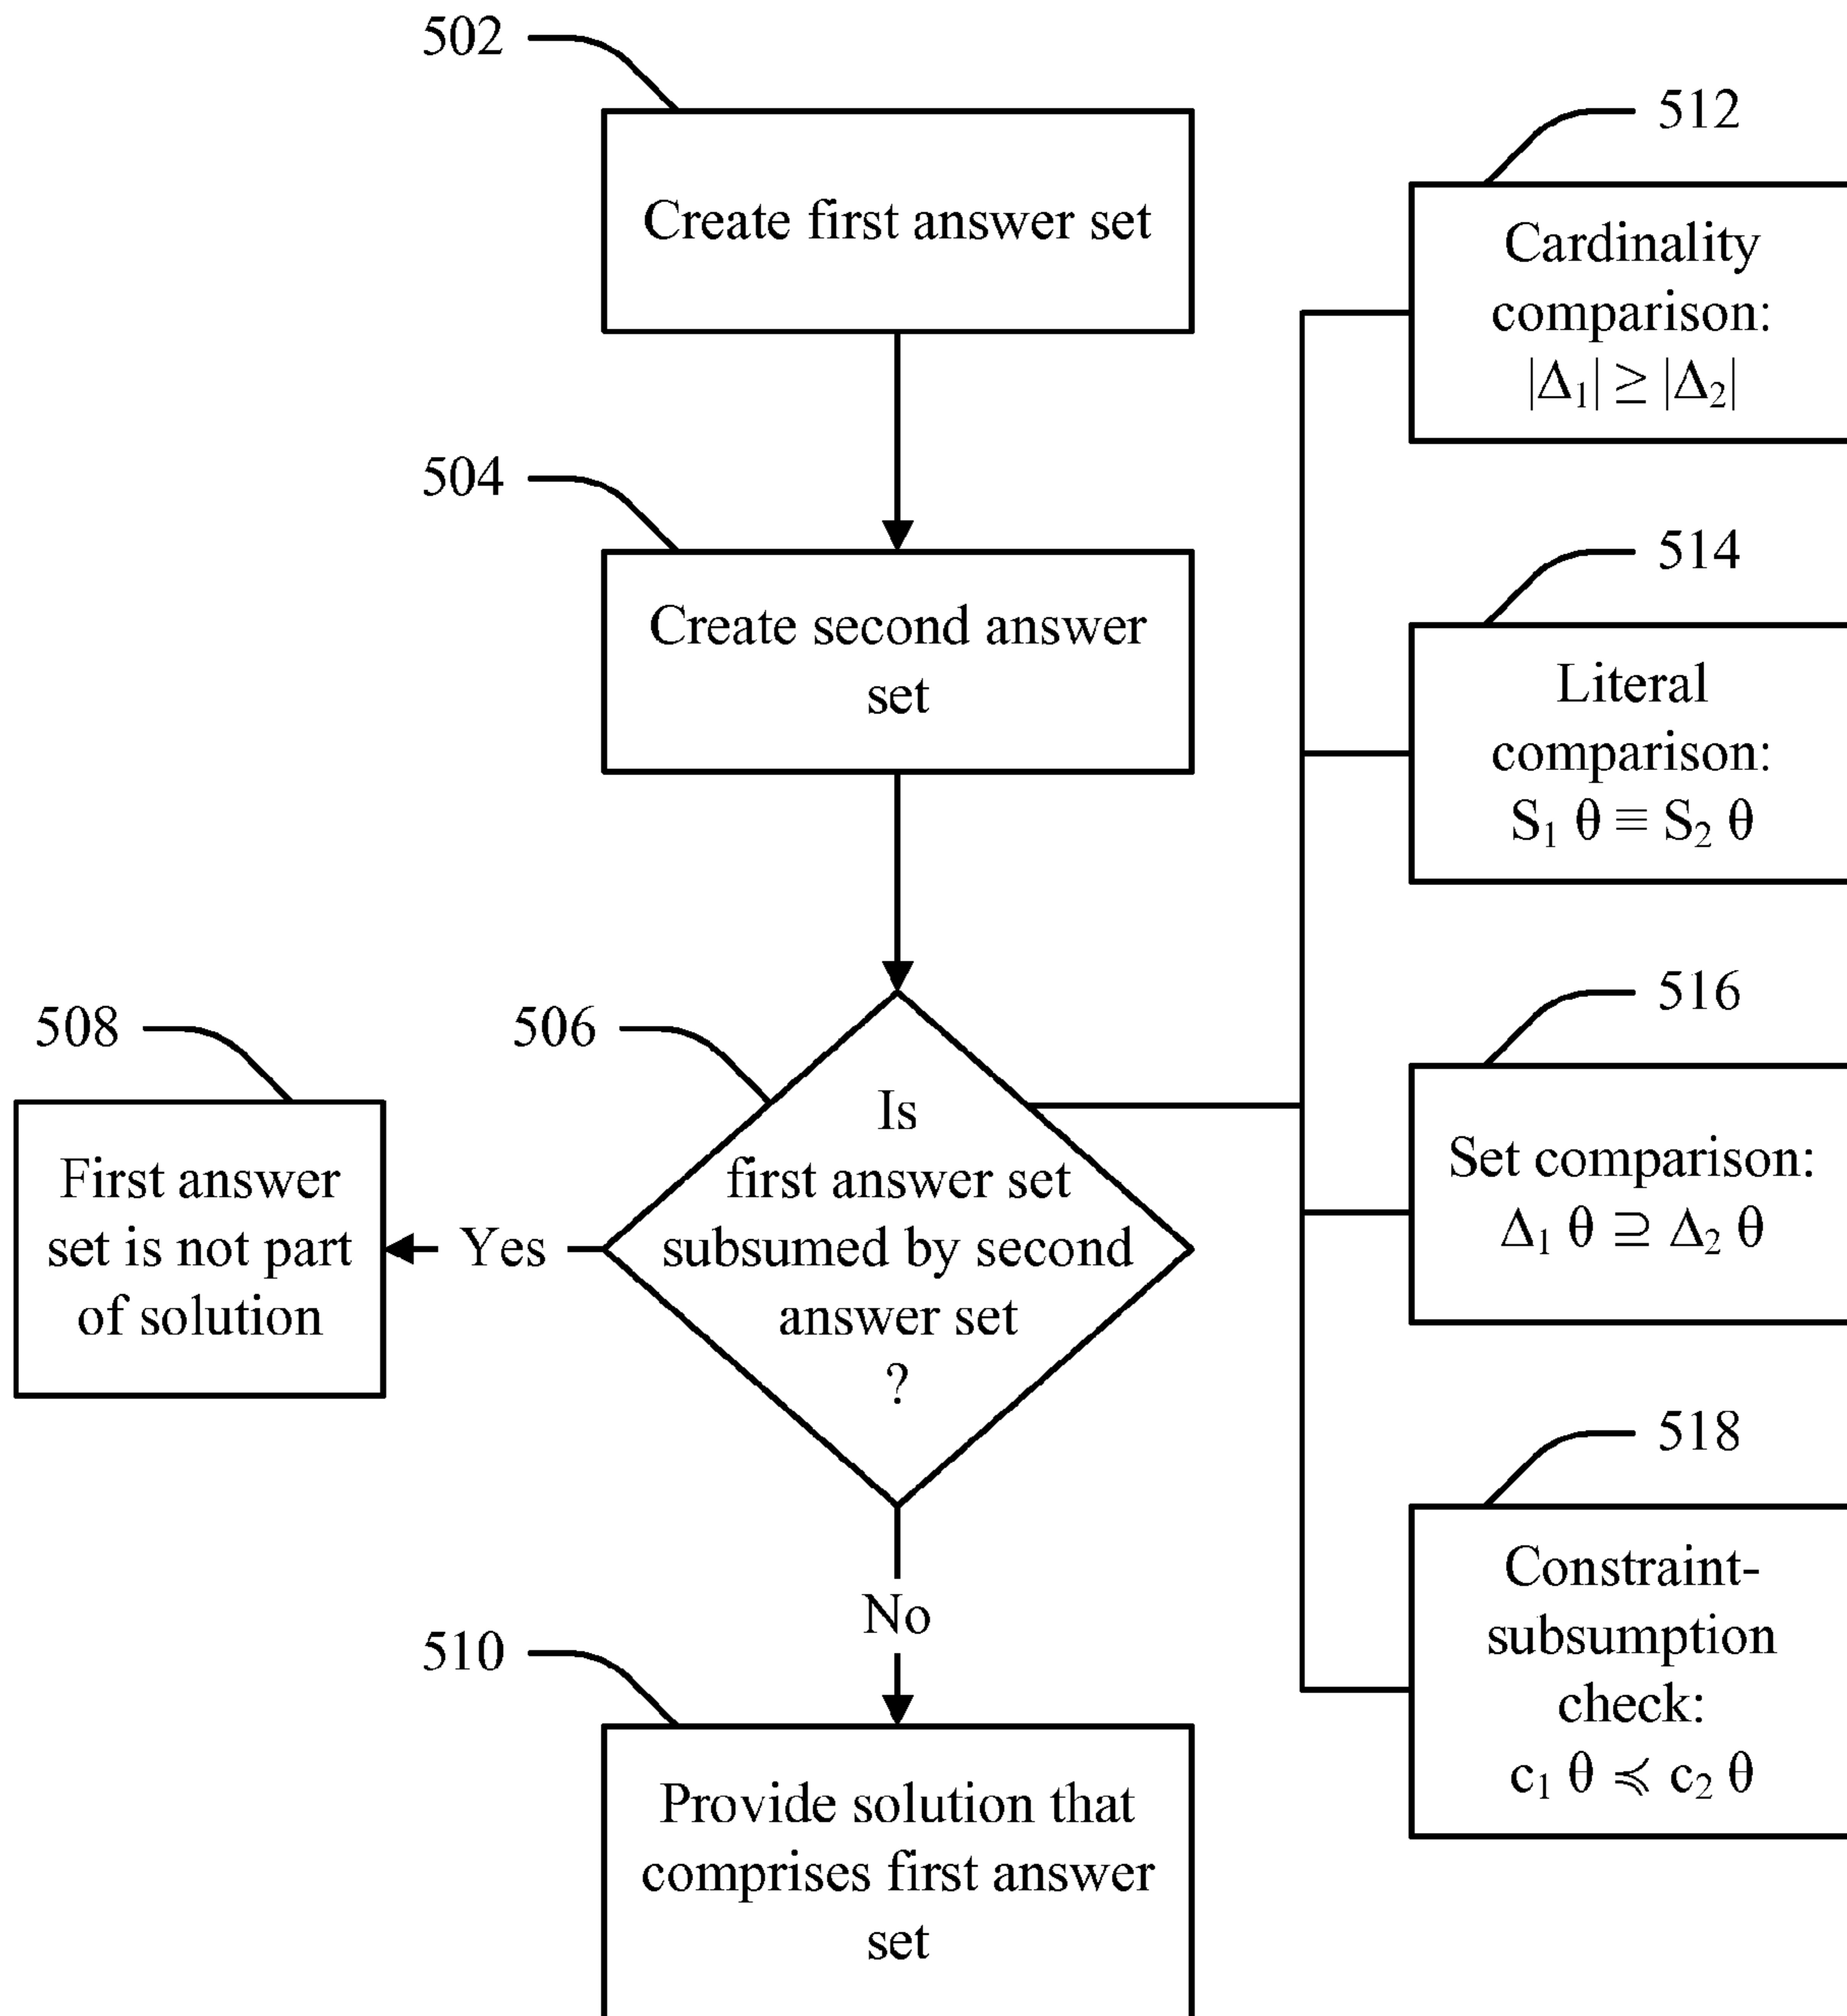 502
Create first answer set
504
Create second answer
set
506
Is
first answer set
subsumed by second
answer set
?
Yes
508
First answer
set is not part
of solution
No
510
Provide solution that
comprises first answer
set
512
Cardinality
comparison:
|Δ₁| ≥ |Δ₂|
514
Literal
comparison:
S₁ θ ≡ S₂ θ
516
Set comparison:
Δ₁ θ ⊇ Δ₂ θ
518
Constraint-
subsumption
check:
c₁ θ ≼ c₂ θ